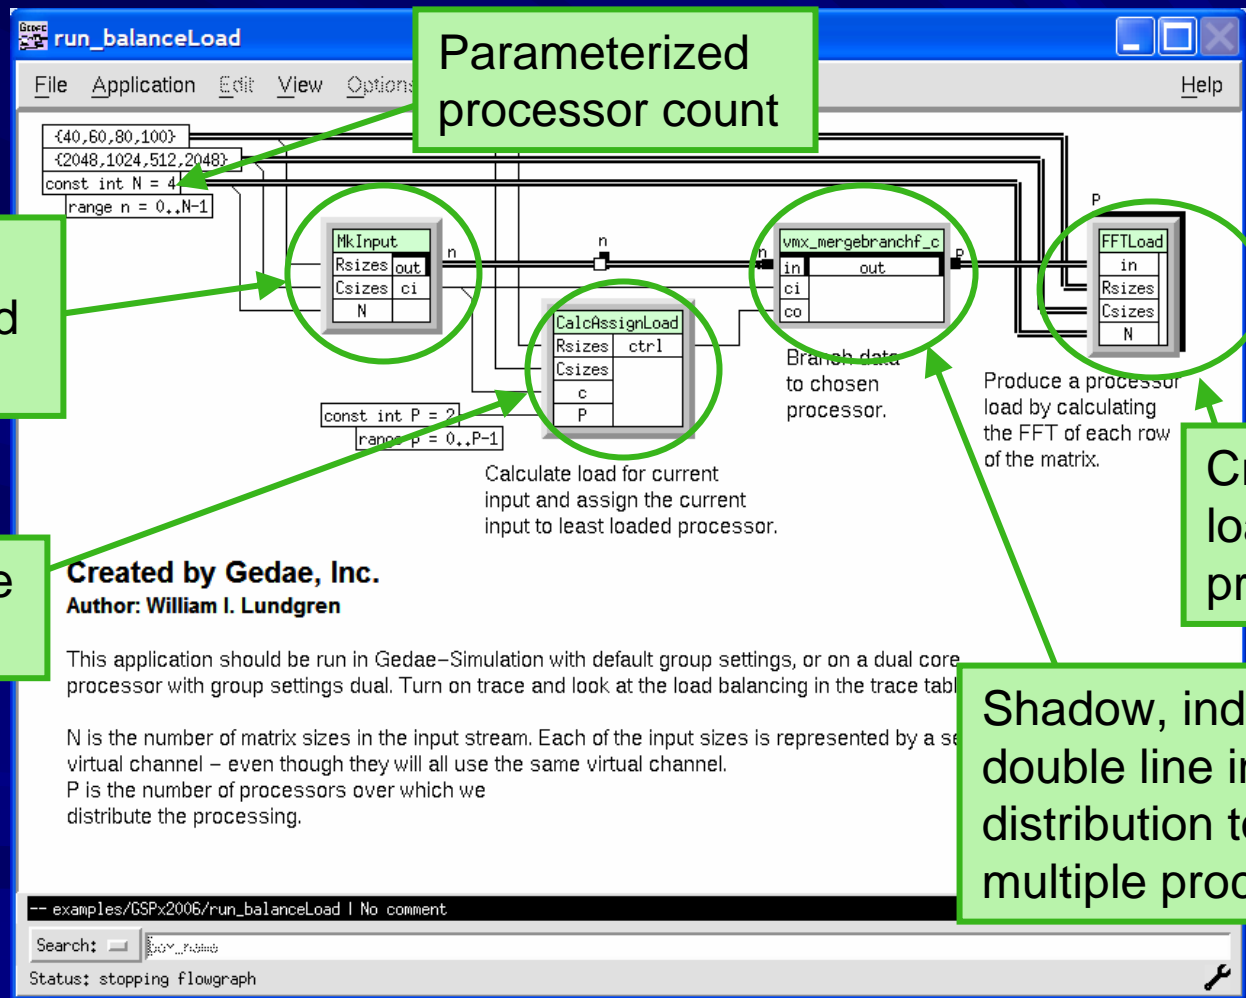 run_balanceLoad
File Application Edit View Options Help
Parameterized
processor count
{40,60,80,100}
{2048,1024,512,2048}
const int N = 4
range n = 0..N-1
MkInput
Rsizes out
Csizes ci
N
n
n
n
vmx_mergebranchf_c
in out
ci
co
p
P
FFTLoad
in
Rsizes
Csizes
N
d
CalcAssignLoad
Rsizes ctrl
Csizes
c
P
const int P = 2
range p = 0..P-1
Branch data
to chosen
processor.
Produce a processor
load by calculating
the FFT of each row
of the matrix.
Calculate load for current
input and assign the current
input to least loaded processor.
e
Created by Gedae, Inc.
Author: William I. Lundgren
This application should be run in Gedae-Simulation with default group settings, or on a dual core
processor with group settings dual. Turn on trace and look at the load balancing in the trace
N is the number of matrix sizes in the input stream. Each of the input sizes is represented by a
virtual channel – even though they will all use the same virtual channel.
P is the number of processors over which we
distribute the processing.
Shadow,
double line
distribution
multiple
-- examples/GSPx2006/run_balanceLoad | No comment
Search: box_name
Status: stopping flowgraph